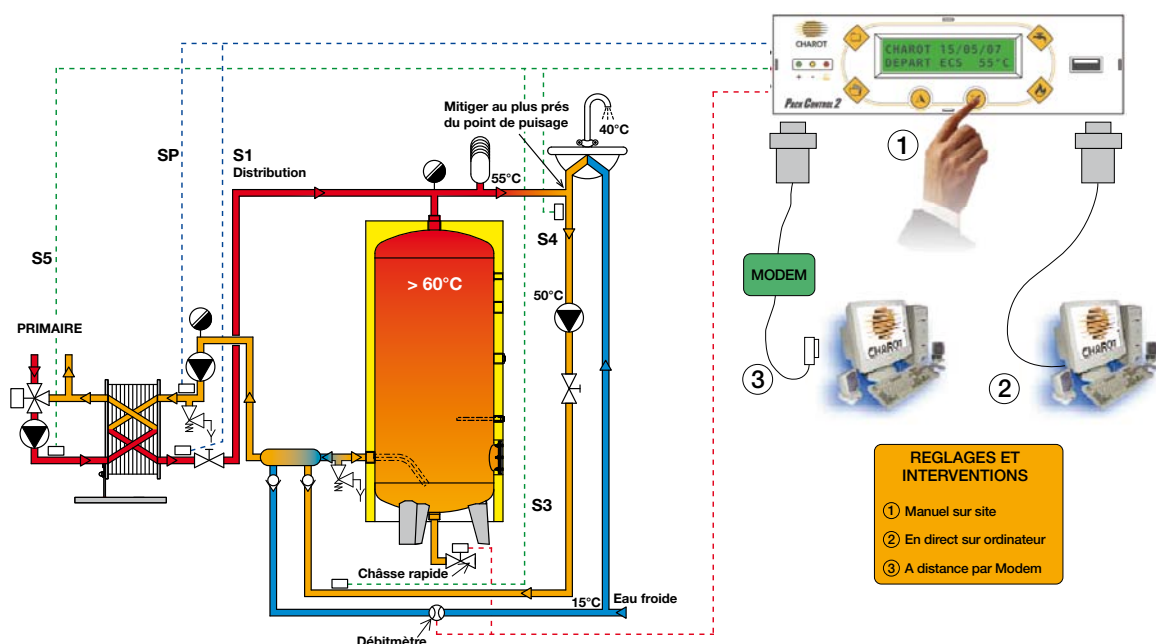 CHAROT
CHAROT 15/05/07
DEPART ECS 55°C
+ -
PACK CONTROL 2
1
Mitiger au plus prés
du point de puisage
40°C
SP
S1
Distribution
55°C
S4
S5
> 60°C
50°C
MODEM
PRIMAIRE
CHAROT
CHAROT
3
2
S3
Châsse rapide
15°C
Eau froide
Débitmètre
REGLAGES ET
INTERVENTIONS
1 Manuel sur site
2 En direct sur ordinateur
3 A distance par Modem